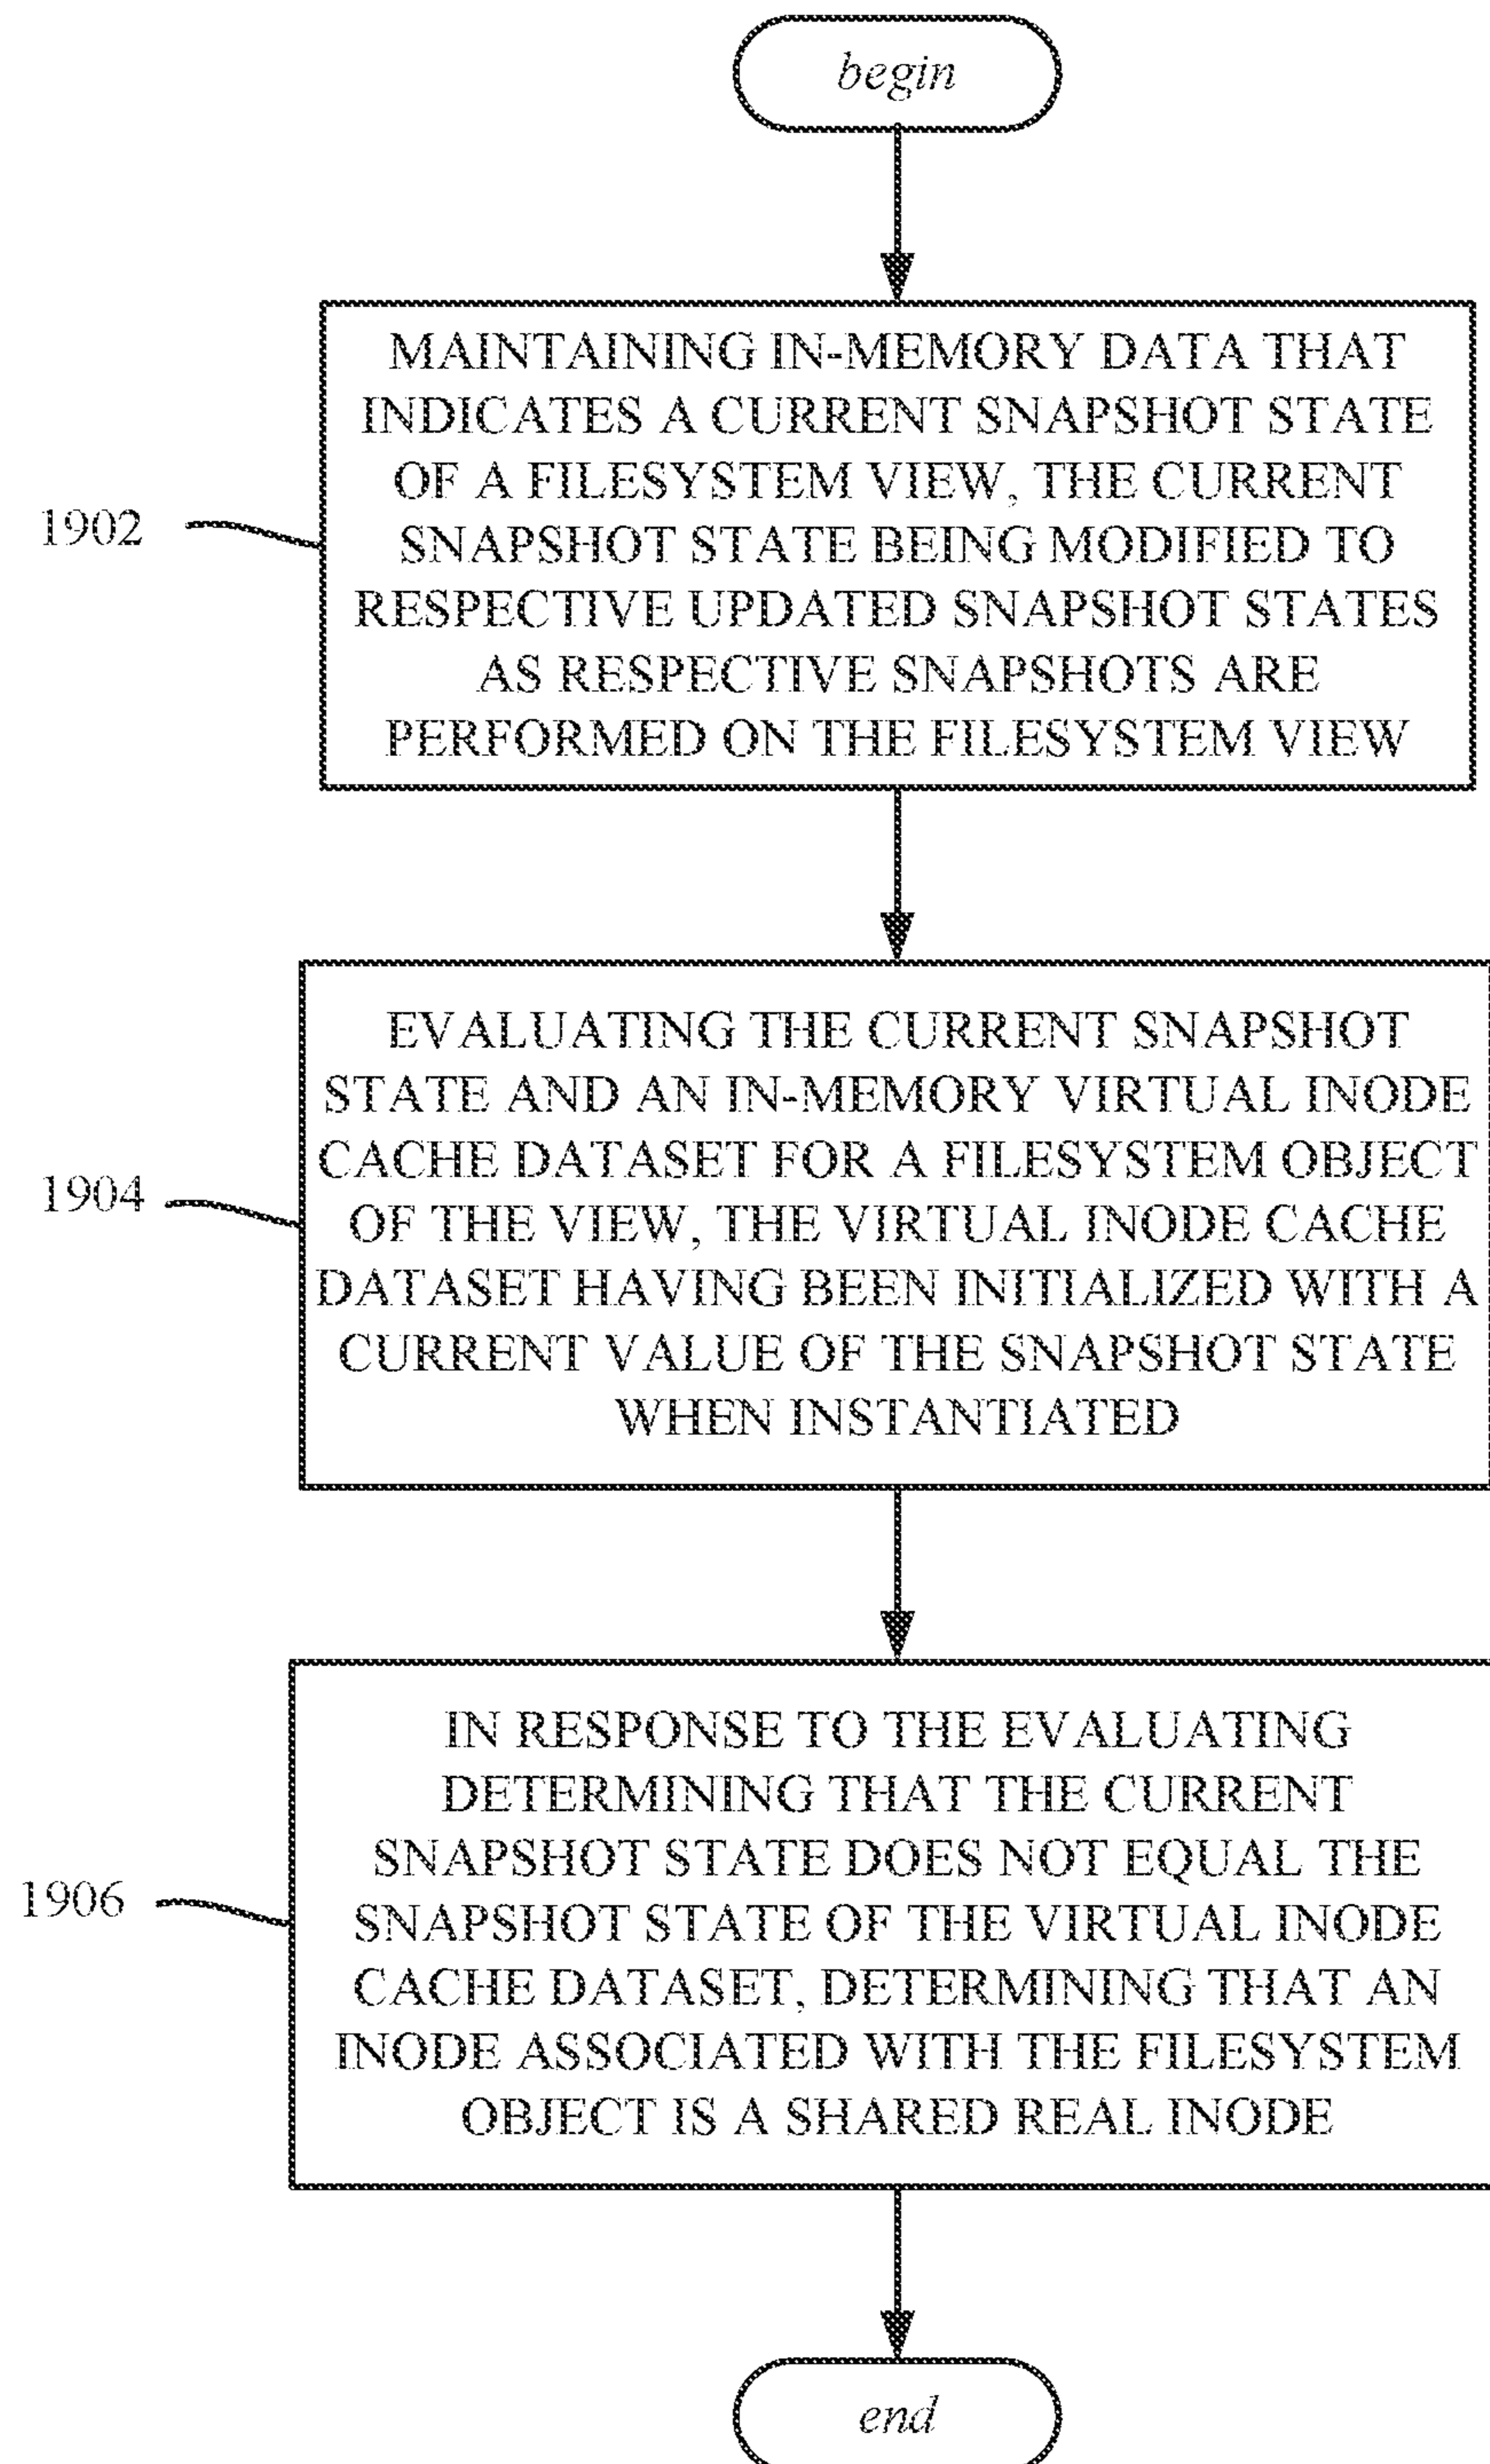 begin
MAINTAINING IN-MEMORY DATA THAT
INDICATES A CURRENT SNAPSHOT STATE
OF A FILESYSTEM VIEW, THE CURRENT
SNAPSHOT STATE BEING MODIFIED TO
RESPECTIVE UPDATED SNAPSHOT STATES
AS RESPECTIVE SNAPSHOTS ARE
PERFORMED ON THE FILESYSTEM VIEW
1902
EVALUATING THE CURRENT SNAPSHOT
STATE AND AN IN-MEMORY VIRTUAL INODE
CACHE DATASET FOR A FILESYSTEM OBJECT
OF THE VIEW, THE VIRTUAL INODE CACHE
DATASET HAVING BEEN INITIALIZED WITH A
CURRENT VALUE OF THE SNAPSHOT STATE
WHEN INSTANTIATED
1904
IN RESPONSE TO THE EVALUATING
DETERMINING THAT THE CURRENT
SNAPSHOT STATE DOES NOT EQUAL THE
SNAPSHOT STATE OF THE VIRTUAL INODE
CACHE DATASET, DETERMINING THAT AN
INODE ASSOCIATED WITH THE FILESYSTEM
OBJECT IS A SHARED REAL INODE
1906
end